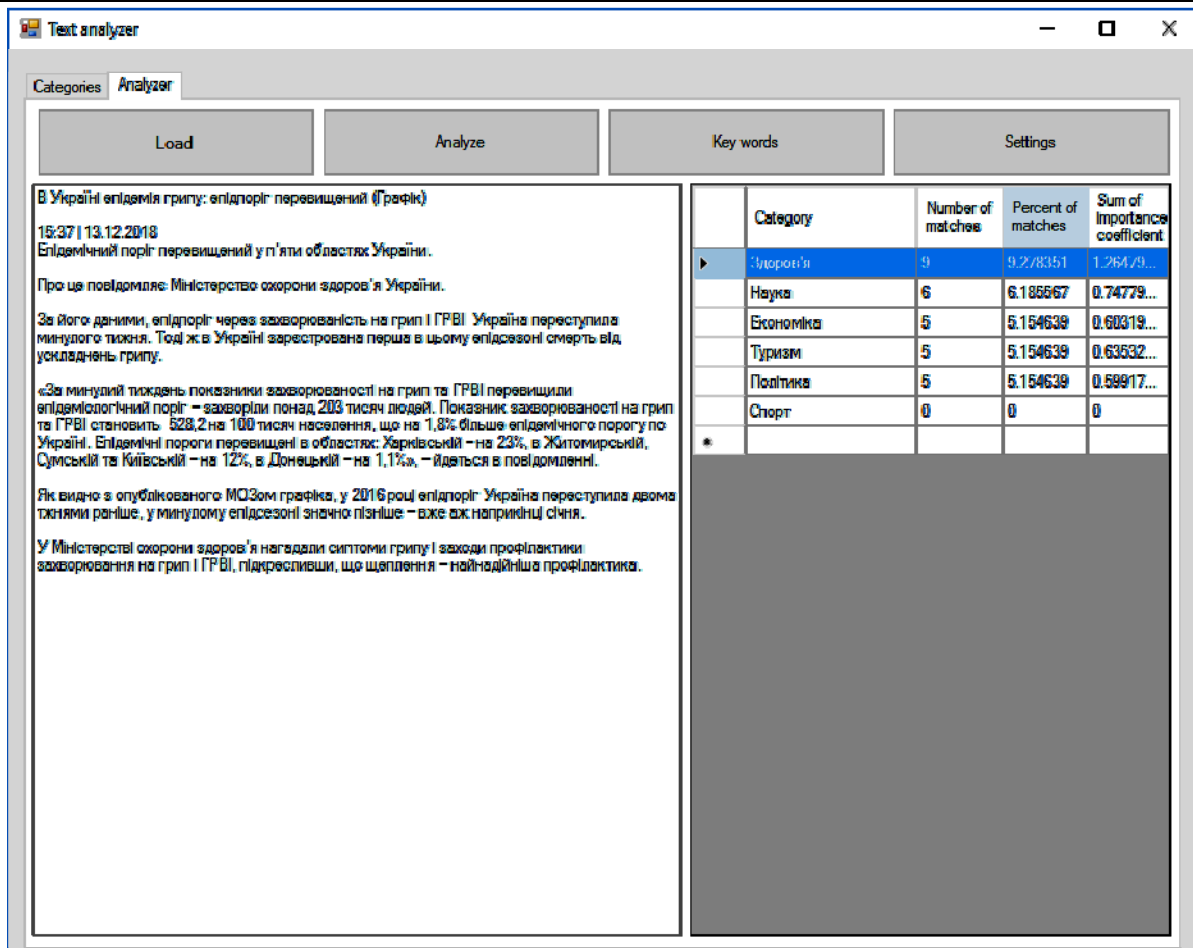 Text analyzer
Categories Analyzer
Load Analyze Key words Settings
В Україні епідемія грипу: епідпоріг перевищений (Графік)
15:37 | 13.12.2018
Епідемічний поріг перевищений у п'яти областях України.
Про це повідомляє Міністерство охорони здоров'я України.
За його даними, епідпоріг через захворюваність на грип і ГРВІ Україна переступила
минулого тижня. Тоді ж в Україні зареєстрована перша в цьому епідсезоні смерть від
ускладнень грипу.
«За минулий тиждень показники захворюваності на грип та ГРВІ перевищили
епідеміологічний поріг – захворіли понад 203 тисяч людей. Показник захворюваності на грип
та ГРВІ становить 528,2 на 100 тисяч населення, що на 1,8% більше епідемічного порогу по
Україні. Епідемічні пороги перевищені в областях: Харківській – на 23%, в Житомирській,
Сумській та Київській – на 12%, в Донецькій – на 1,1%», – йдеться в повідомленні.
Як видно з опублікованого МОЗом графіка, у 2016 році епідпоріг Україна переступила двома
тжнями раніше, у минулому епідсезоні значно пізніше – вже аж наприкінці січня.
У Міністерстві охорони здоров'я нагадали сиптоми грипу і заходи профілактики
захворювання на грип і ГРВІ, підкресливши, що щеплення – найнадійніша профілактика.
Category Number of matches Percent of matches Sum of Importance coefficient
Здоров'я 9 9.278351 1.26479...
Наука 6 6.185567 0.74779...
Економіка 5 5.154639 0.60319...
Туризм 5 5.154639 0.63532...
Політика 5 5.154639 0.59917...
Спорт 0 0 0